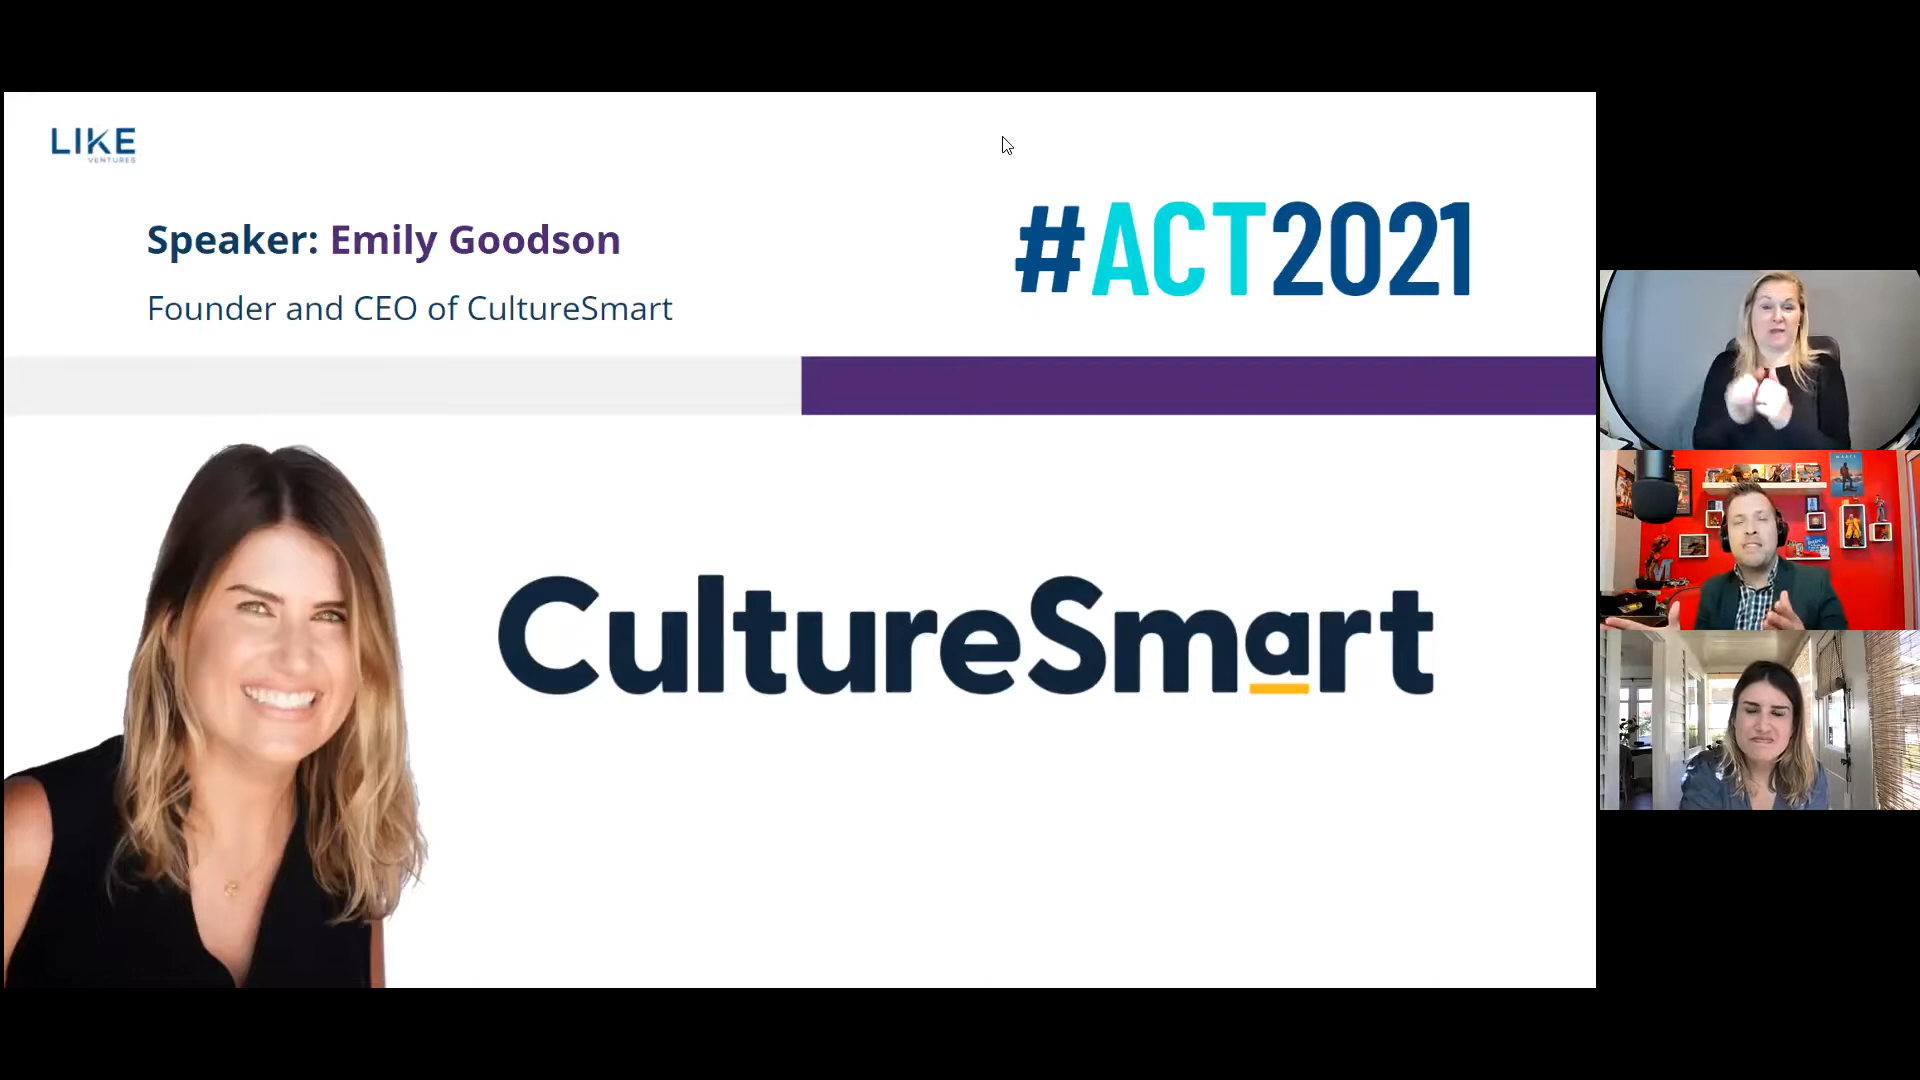 LIKE
VENTURES
Speaker: Emily Goodson
Founder and CEO of CultureSmart
#ACT2021
CultureSmart